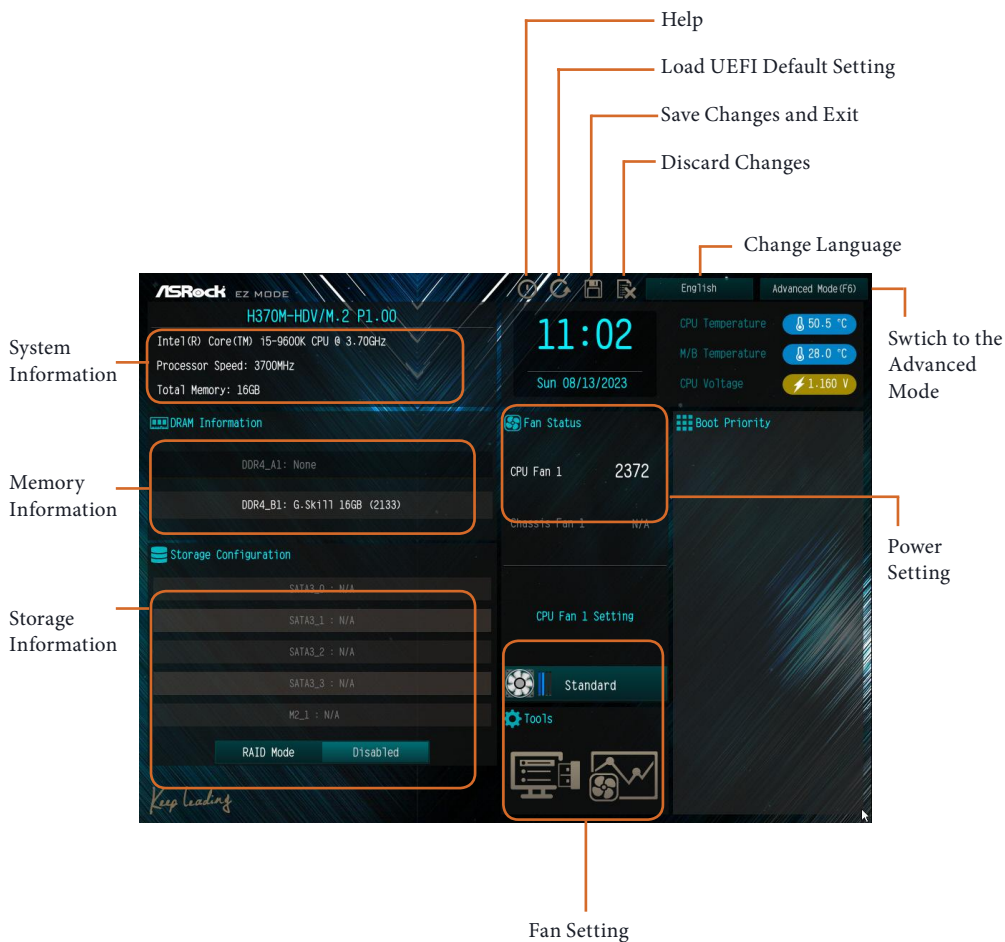 Help
Load UEFI Default Setting
Save Changes and Exit
Discard Changes
Change Language
Swtich to the
Advanced
Mode
System
Information
Memory
Information
Storage
Information
Power
Setting
Fan Setting
ASRock EZ MODE
English
Advanced Mode(F6)
H370M-HDV/M.2 P1.00
Intel(R) Core(TM) i5-9600K CPU @ 3.70GHz
Processor Speed: 3700MHz
Total Memory: 16GB
11:02
Sun 08/13/2023
CPU Temperature 50.5 °C
M/B Temperature 28.0 °C
CPU Voltage 1.160 V
DRAM Information
DDR4_A1: None
DDR4_B1: G.Skill 16GB (2133)
Storage Configuration
SATA3_0 : N/A
SATA3_1 : N/A
SATA3_2 : N/A
SATA3_3 : N/A
M2_1 : N/A
RAID Mode Disabled
Keep Leading
Fan Status
CPU Fan 1 2372
Chassis Fan 1 N/A
CPU Fan 1 Setting
Standard
Tools
Boot Priority